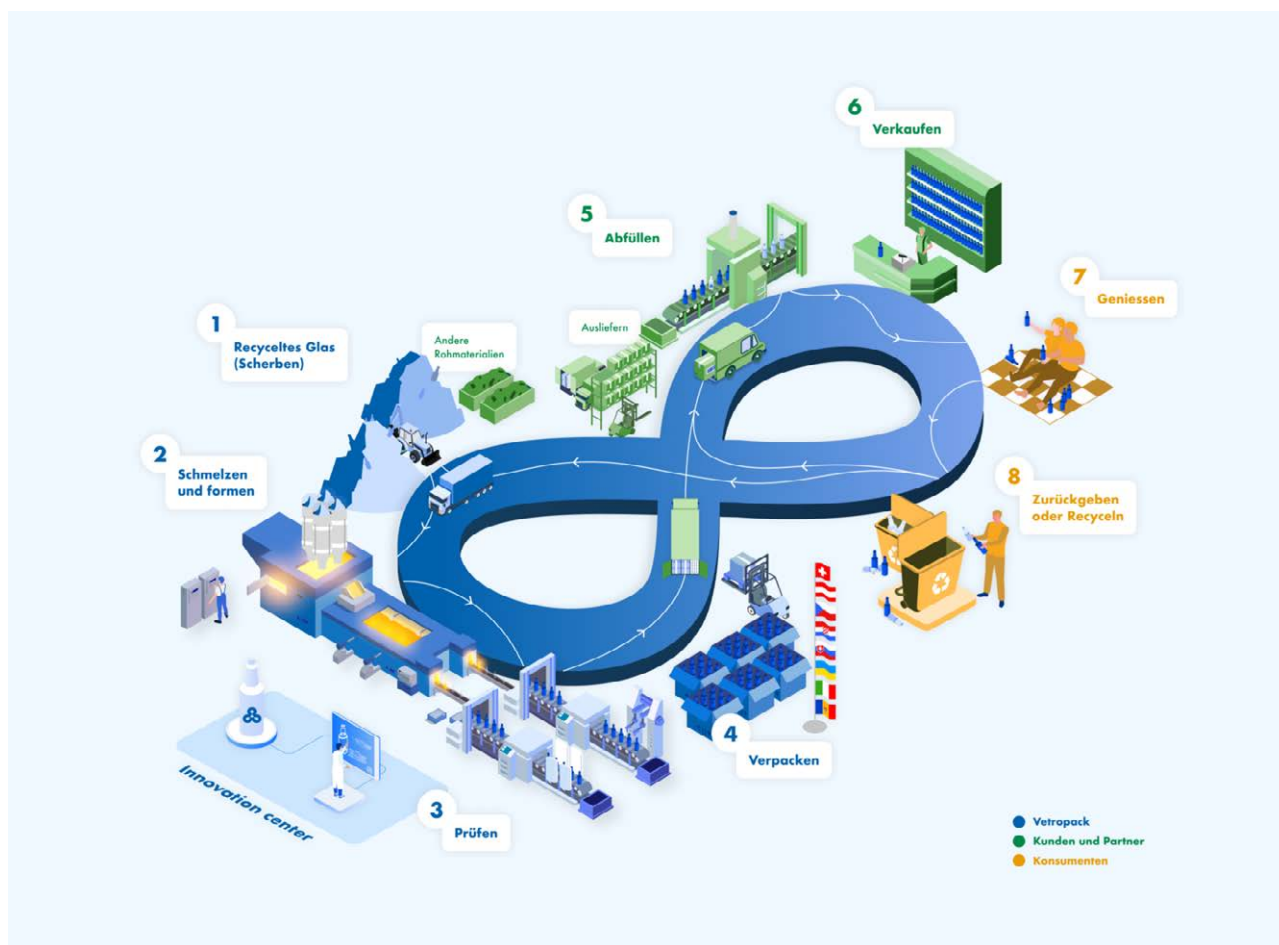 6
Verkaufen
5
Abfüllen
7
Geniessen
1
Recyceltes Glas
(Scherben)
Andere
Rohmaterialien
Ausliefern
2
Schmelzen
und formen
8
Zurückgeben
oder Recyceln
4
Verpacken
Innovation center
3
Prüfen
Vetropack
Kunden und Partner
Konsumenten